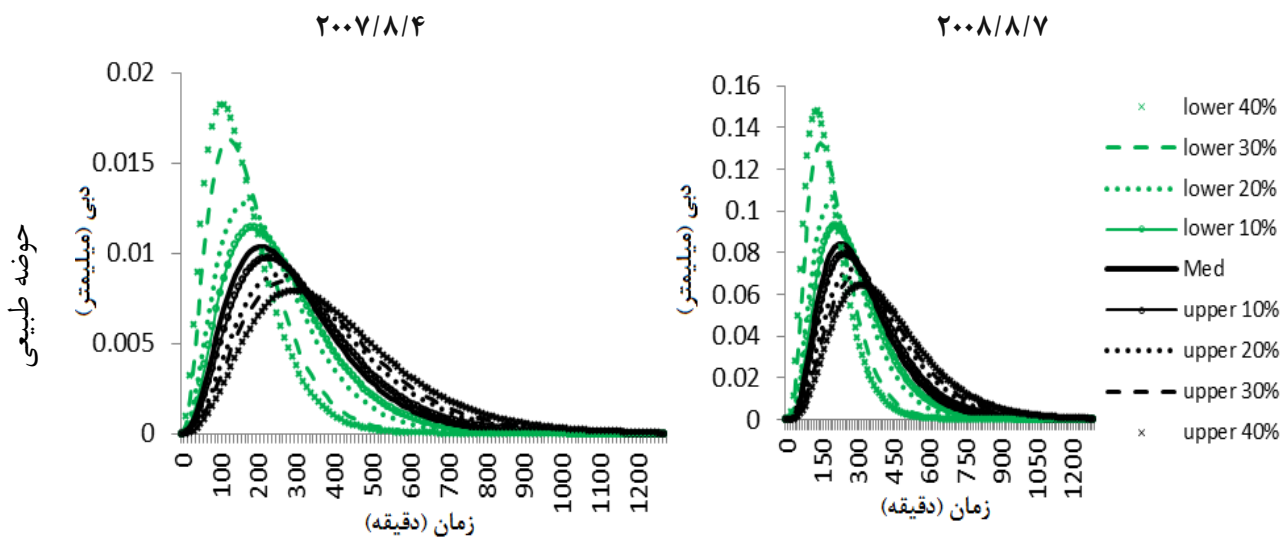 ۲۰۰۷/۸/۴
۲۰۰۸/۸/۷
حوضه طبیعی
دبی (میلیمتر)
0.02
0.015
0.01
0.005
0
0
100
200
300
400
500
600
700
800
900
1000
1100
1200
زمان (دقیقه)
دبی (میلیمتر)
0.16
0.14
0.12
0.1
0.08
0.06
0.04
0.02
0
0
150
300
450
600
750
900
1050
1200
زمان (دقیقه)
lower 40%
lower 30%
lower 20%
lower 10%
Med
upper 10%
upper 20%
upper 30%
upper 40%